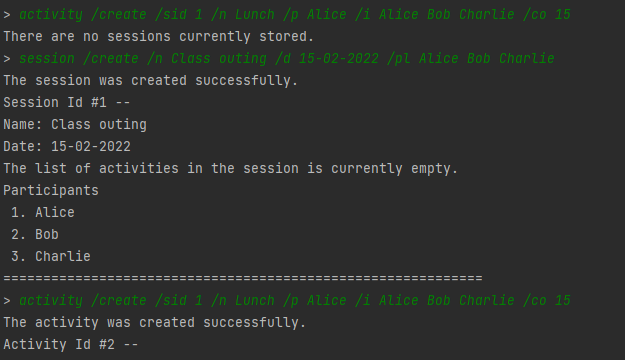 > activity /create /sid 1 /n Lunch /p Alice /i Alice Bob Charlie /co 15
There are no sessions currently stored.
> session /create /n Class outing /d 15-02-2022 /pl Alice Bob Charlie
The session was created successfully.
Session Id #1 --
Name: Class outing
Date: 15-02-2022
The list of activities in the session is currently empty.
Participants
 1. Alice
 2. Bob
 3. Charlie
============================================================
> activity /create /sid 1 /n Lunch /p Alice /i Alice Bob Charlie /co 15
The activity was created successfully.
Activity Id #2 --